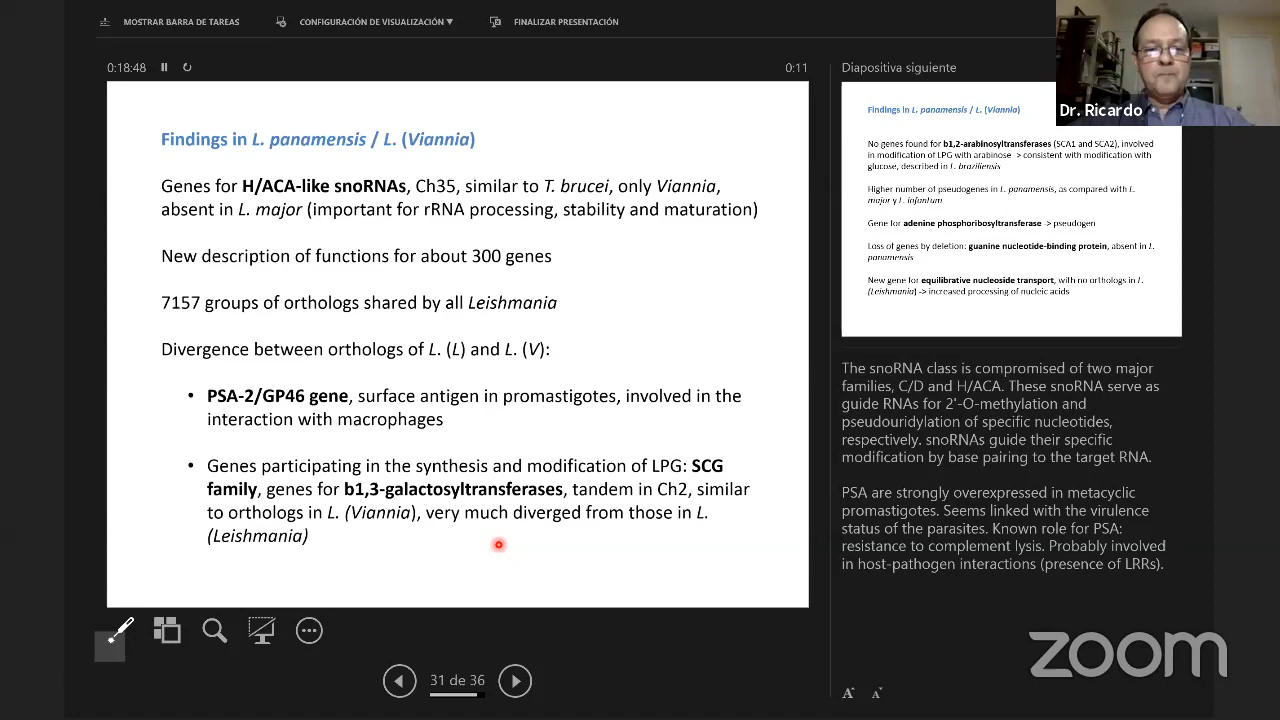 MOSTRAR BARRA DE TAREAS
CONFIGURACIÓN DE VISUALIZACIÓN ▼
FINALIZAR PRESENTACIÓN
0:18:48
0:11
Findings in L. panamensis / L. (Viannia)
Genes for H/ACA-like snoRNAs, Ch35, similar to T. brucei, only Viannia,
absent in L. major (important for rRNA processing, stability and maturation)
New description of functions for about 300 genes
7157 groups of orthologs shared by all Leishmania
Divergence between orthologs of L. (L) and L. (V):
• PSA-2/GP46 gene, surface antigen in promastigotes, involved in the
interaction with macrophages
• Genes participating in the synthesis and modification of LPG: SCG
family, genes for b1,3-galactosyltransferases, tandem in Ch2, similar
to orthologs in L. (Viannia), very much diverged from those in L.
(Leishmania)
31 de 36
Diapositiva siguiente
Dr. Ricardo
Findings in L. panamensis / L. (Viannia)
No genes found for b1,2-arabinosyltransferases (SCA1 and SCA2), involved
in modification of LPG with arabinose -> consistent with modification with
glucose, described in L. braziliensis
Higher number of pseudogenes in L. panamensis, as compared with L.
major y L. infantum
Gene for adenine phosphoribosyltransferase -> pseudogen
Loss of genes by deletion: guanine nucleotide-binding protein, absent in L.
panamensis
New gene for equilibrative nucleoside transport, with no orthologs in L.
(Leishmania) -> increased processing of nucleic acids
The snoRNA class is compromised of two major
families, C/D and H/ACA. These snoRNA serve as
guide RNAs for 2'-O-methylation and
pseudouridylation of specific nucleotides,
respectively. snoRNAs guide their specific
modification by base pairing to the target RNA.
PSA are strongly overexpressed in metacyclic
promastigotes. Seems linked with the virulence
status of the parasites. Known role for PSA:
resistance to complement lysis. Probably involved
in host-pathogen interactions (presence of LRRs).
A A
zoom